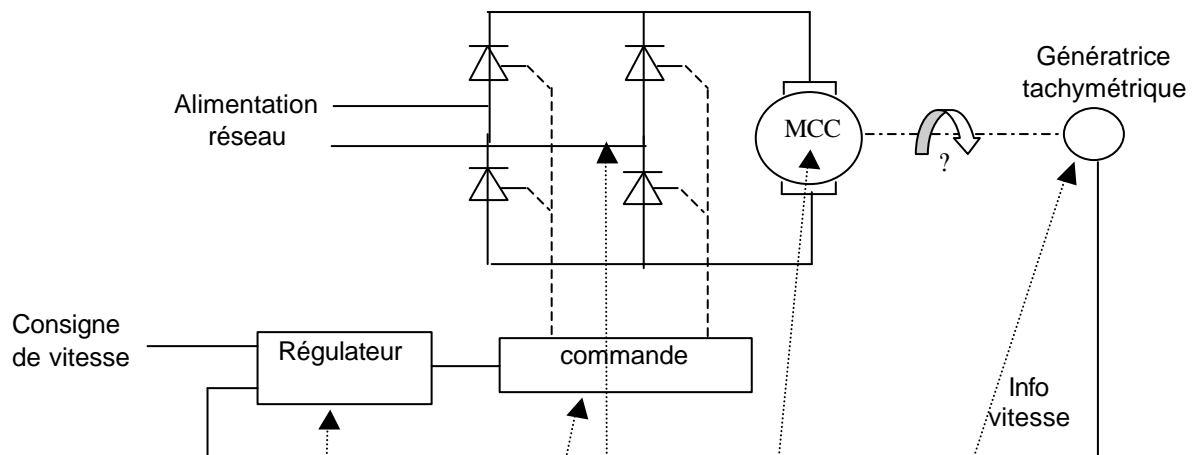 Génératrice
tachymétrique
Alimentation
réseau
MCC
?
Consigne
de vitesse
Régulateur
commande
Info
vitesse